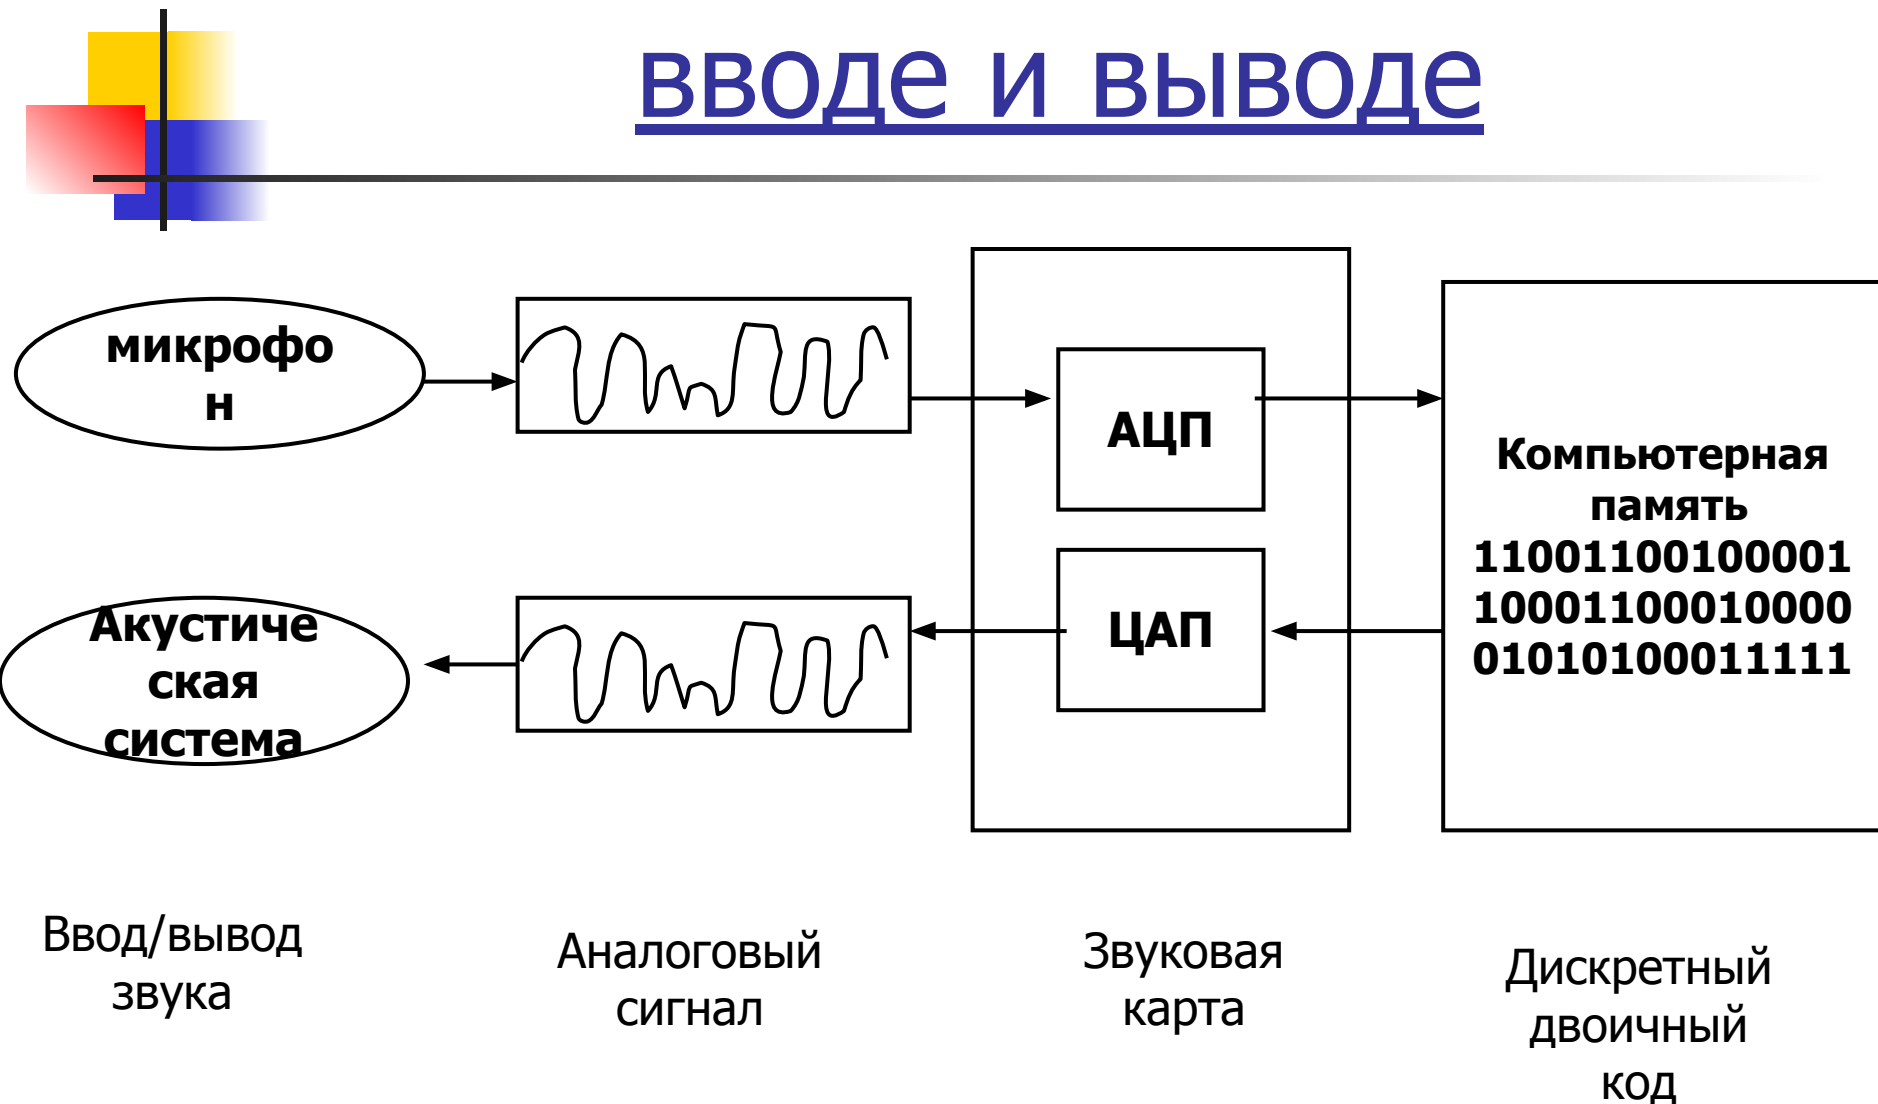 вводе и выводе
микрофо
н
АЦП
Компьютерная
память
11001100100001
10001100010000
01010100011111
Акустиче
ская
система
ЦАП
Ввод/вывод
звука
Аналоговый
сигнал
Звуковая
карта
Дискретный
двоичный
код